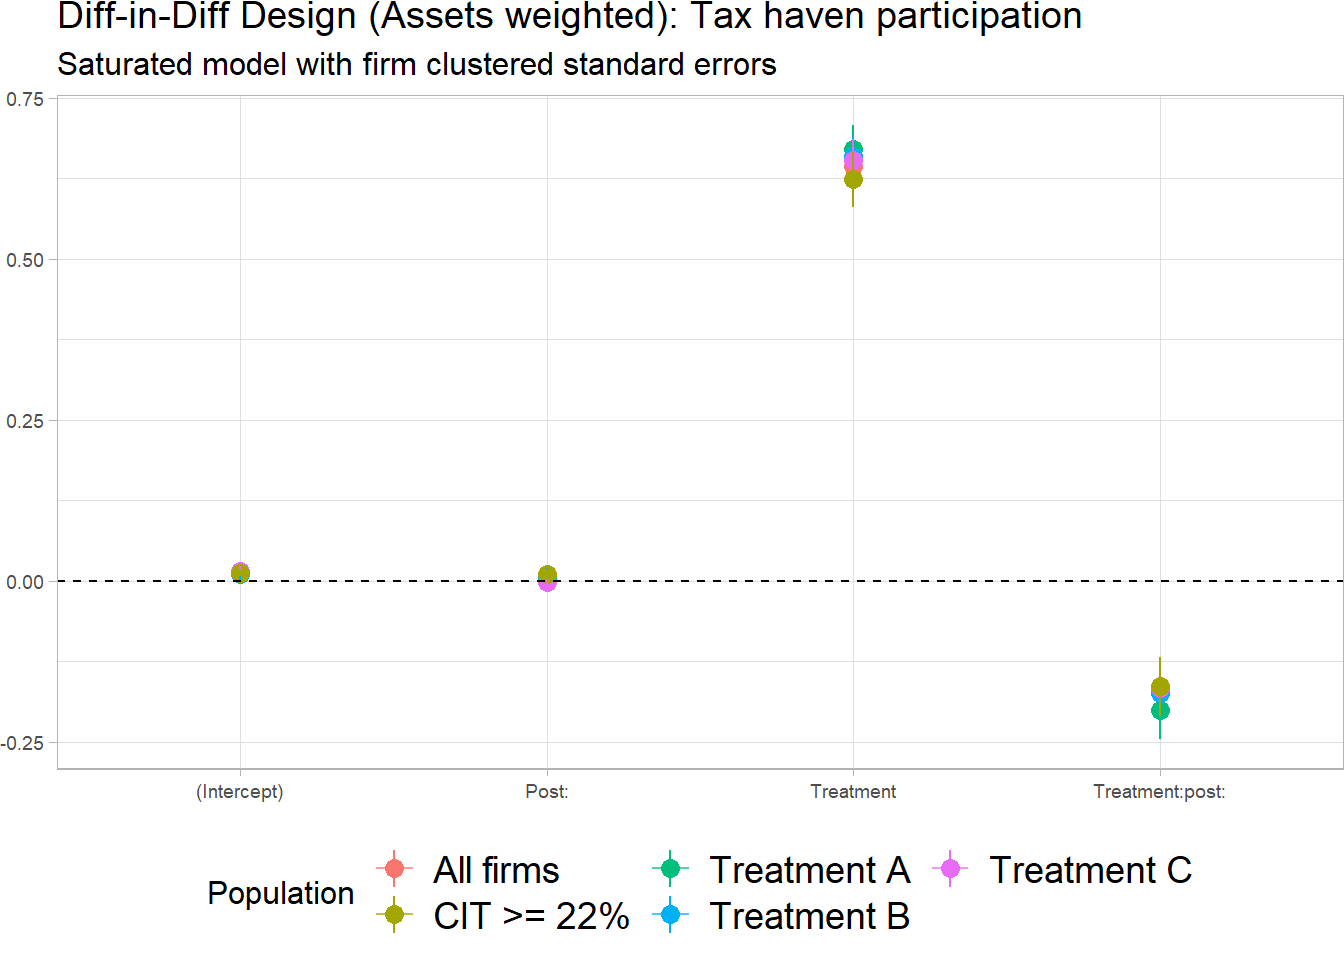 Diff-in-Diff Design (Assets weighted): Tax haven participation
Saturated model with firm clustered standard errors
0.75
0.50
0.25
0.00
-0.25
(Intercept) Post: Treatment Treatment:post:
Population
All firms Treatment A Treatment C
CIT >= 22% Treatment B